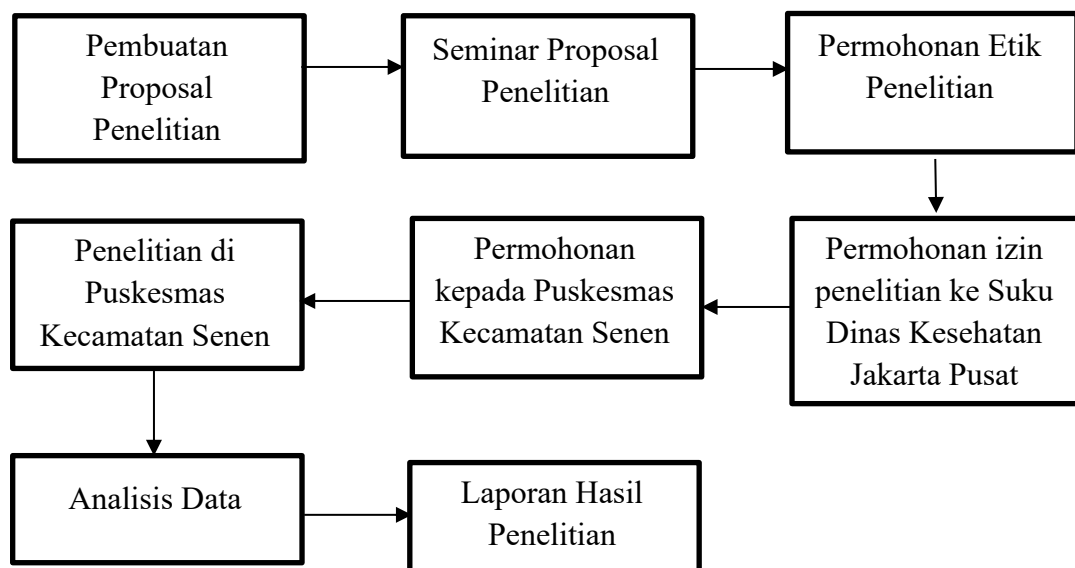 Pembuatan
Proposal
Penelitian
Seminar Proposal
Penelitian
Permohonan Etik
Penelitian
Permohonan izin
penelitian ke Suku
Dinas Kesehatan
Jakarta Pusat
Permohonan
kepada Puskesmas
Kecamatan Senen
Penelitian di
Puskesmas
Kecamatan Senen
Analisis Data
Laporan Hasil
Penelitian